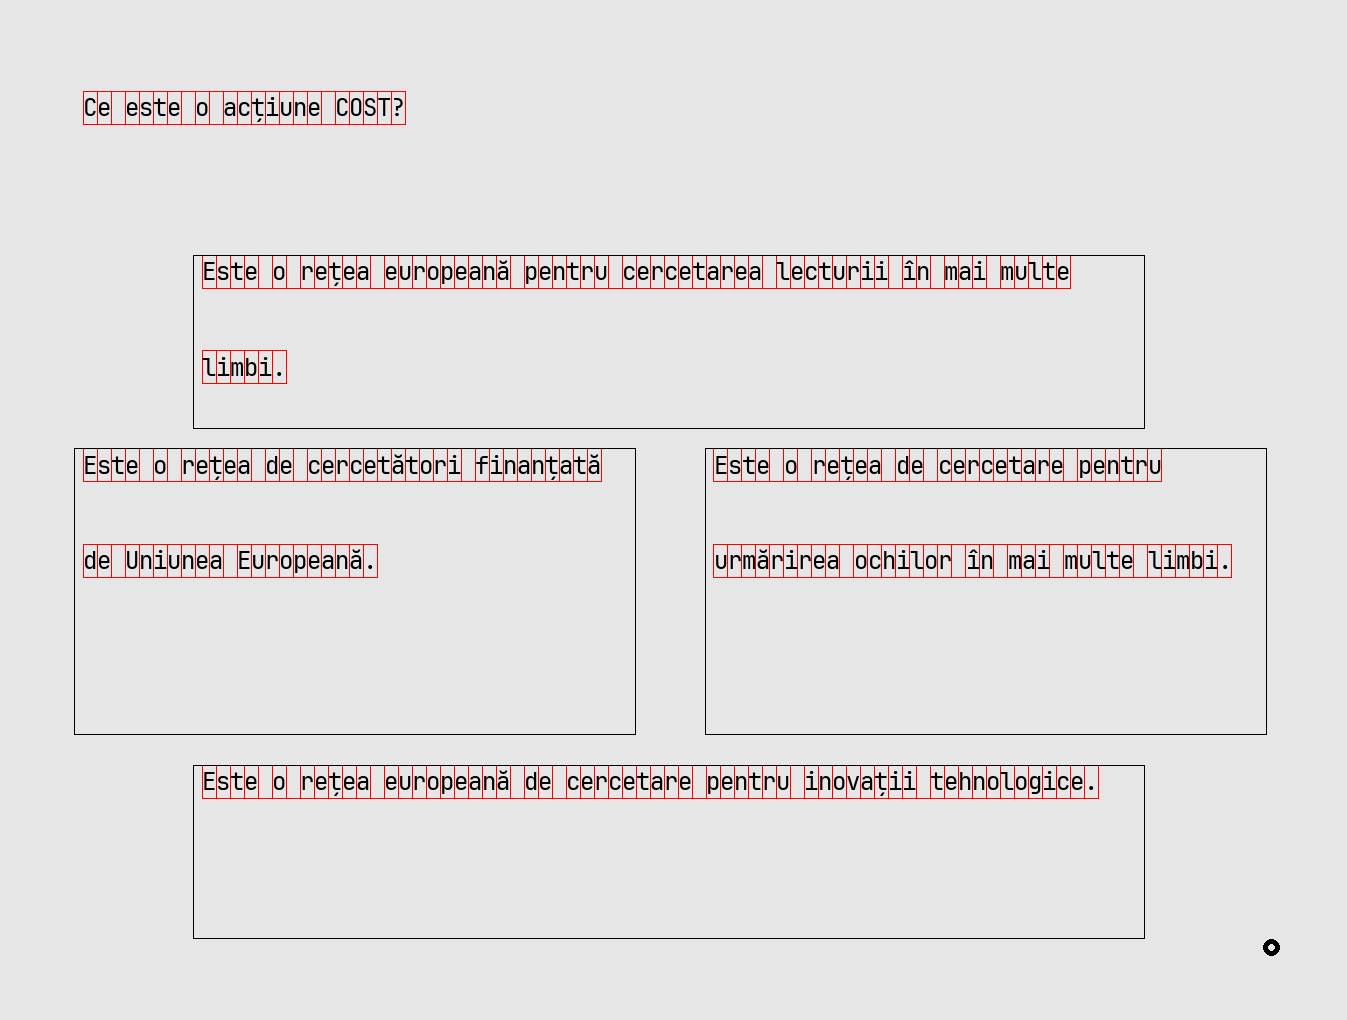 Ce este o acțiune COST?
Este o rețea europeană pentru cercetarea lecturii în mai multe
limbi.
Este o rețea de cercetători finanțată
de Uniunea Europeană.
Este o rețea de cercetare pentru
urmărirea ochilor în mai multe limbi.
Este o rețea europeană de cercetare pentru inovații tehnologice.